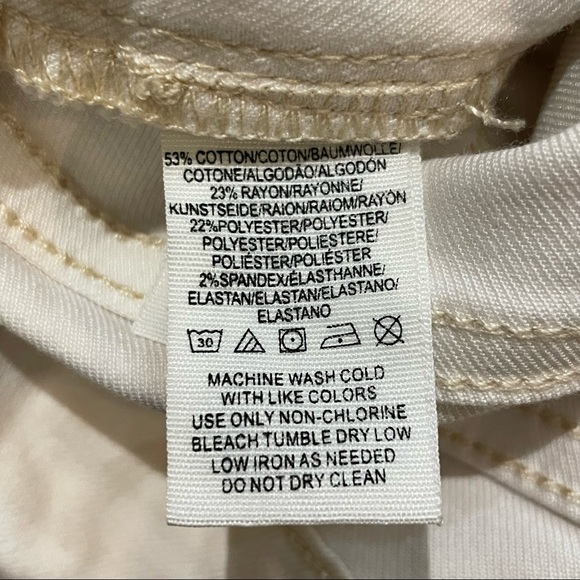 53% COTTON/COTON/BAUMWOLLE/
COTONE/ALGODÃO/ALGODÓN
23% RAYON/RAYONNE/
KUNSTSEIDE/RAION/RAIOM/RAYÓN
22%POLYESTER/POLYESTER/
POLYESTER/POLIESTERE/
POLIÉSTER/POLIÉSTER
2%SPANDEX/ÉLASTHANNE/
ELASTAN/ELASTAN/ELASTANO/
ELASTANO
30
MACHINE WASH COLD
WITH LIKE COLORS
USE ONLY NON-CHLORINE
BLEACH TUMBLE DRY LOW
LOW IRON AS NEEDED
DO NOT DRY CLEAN